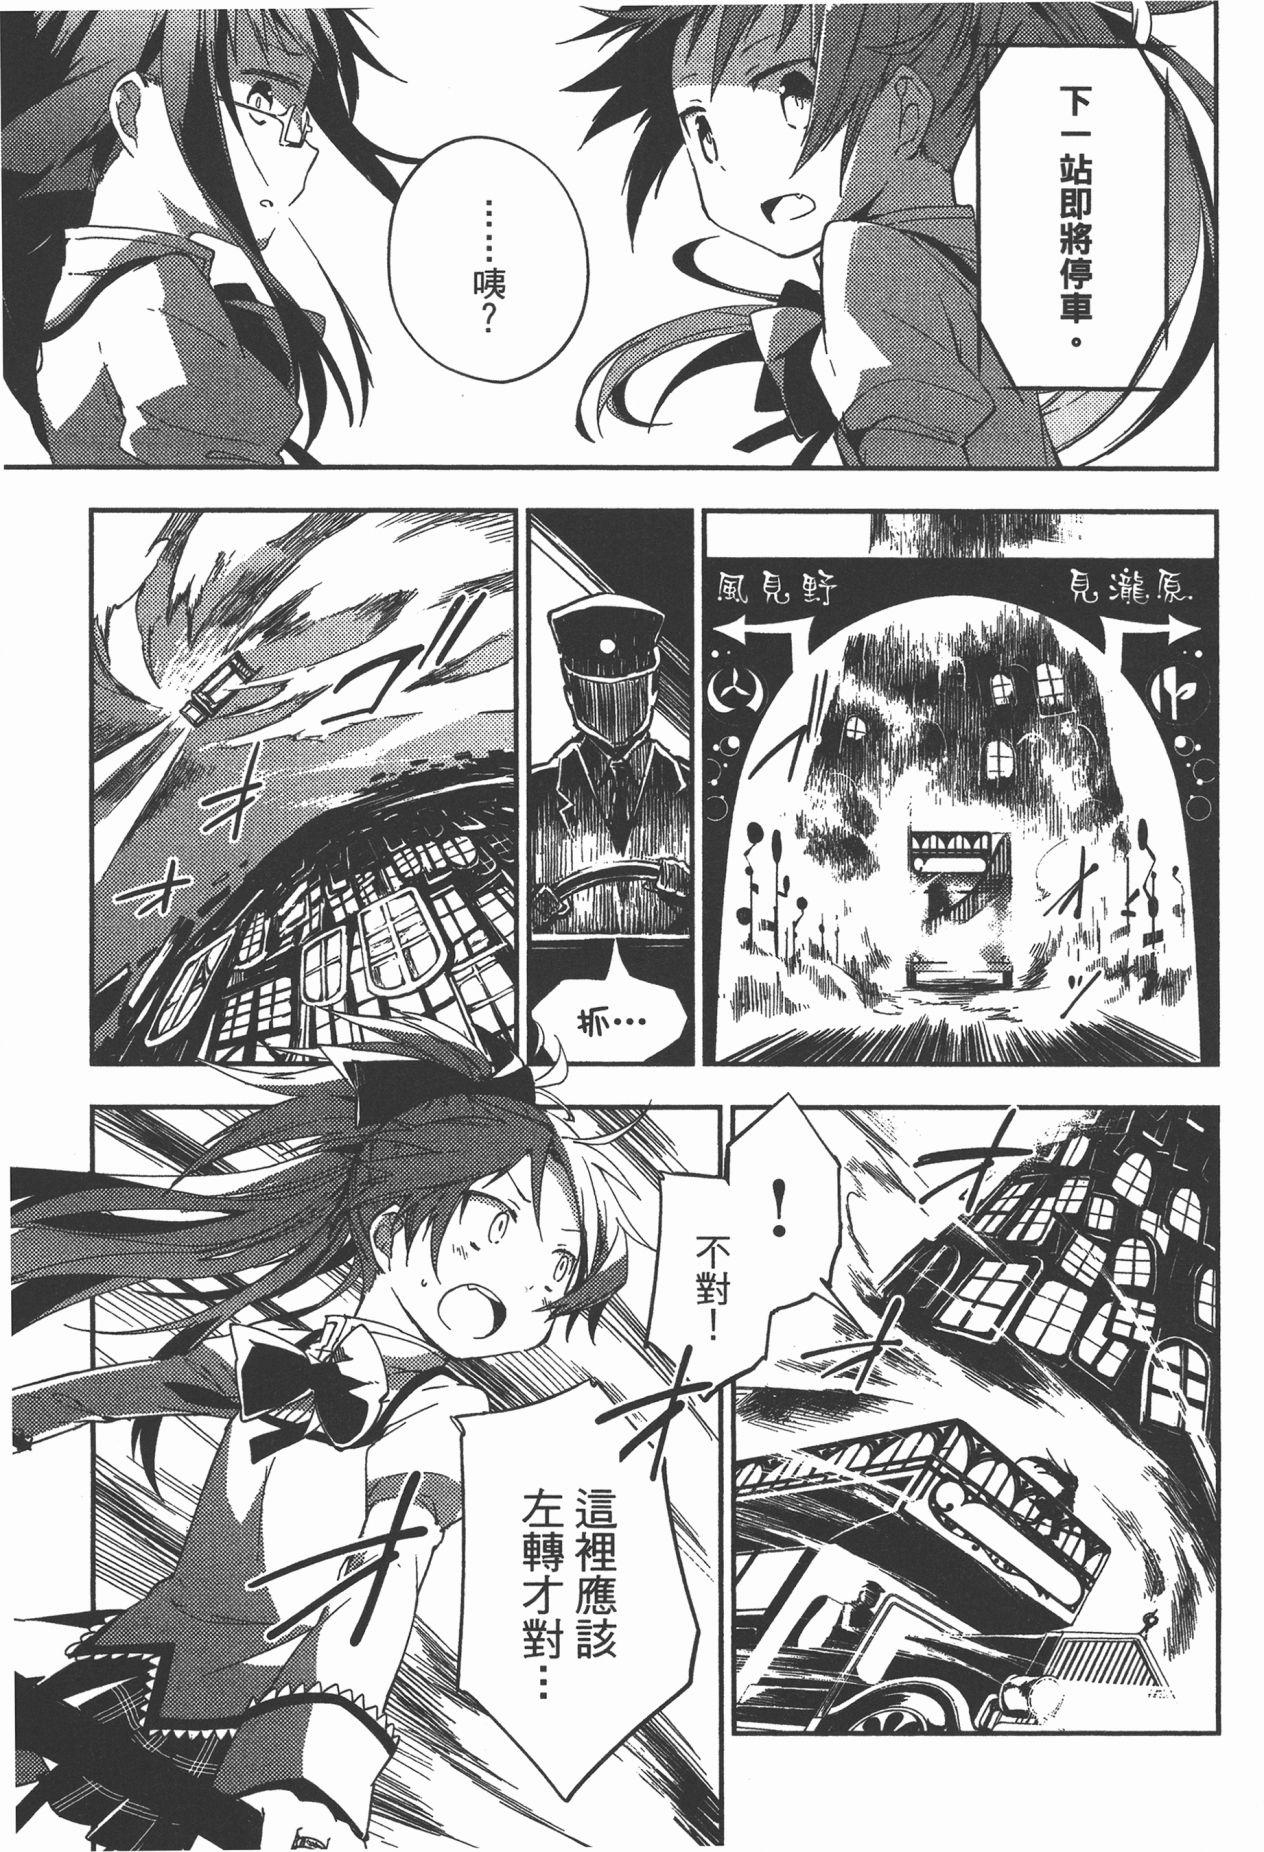 下一站即將停車。
……咦？
見瀧原
風見野
抓…
！
不對！
這裡應該
左轉才對…